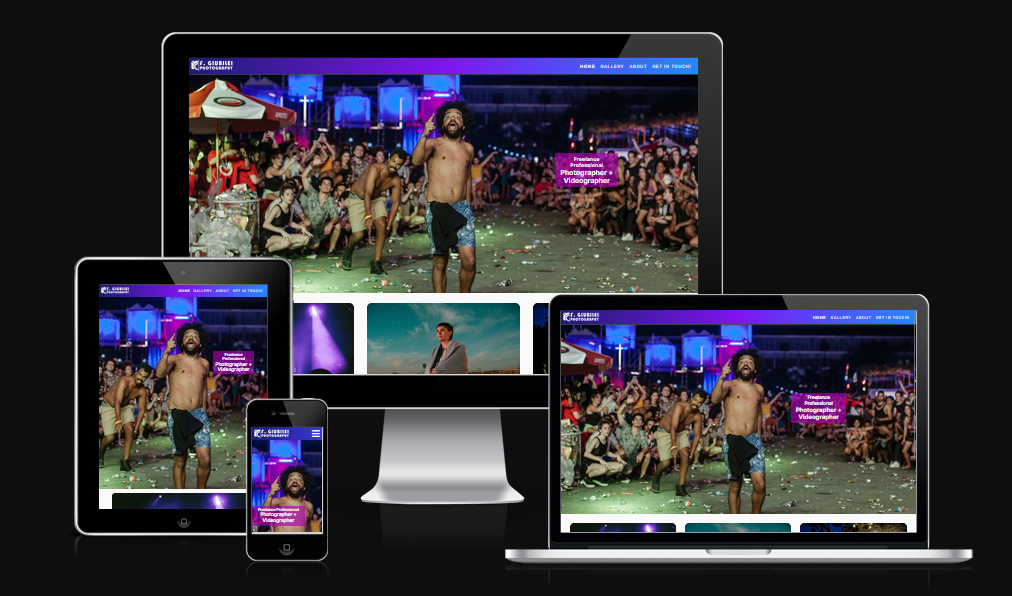 F. GIUBILEI
PHOTOGRAPHY
HOME GALLERY ABOUT GET IN TOUCH!
Freelance
Professional
Photographer +
Videographer
F. GIUBILEI
PHOTOGRAPHY
HOME GALLERY ABOUT GET IN TOUCH!
Freelance
Professional
Photographer +
Videographer
F. GIUBILEI
PHOTOGRAPHY
Freelance Professional
Photographer +
Videographer
F. GIUBILEI
PHOTOGRAPHY
HOME GALLERY ABOUT GET IN TOUCH!
Freelance
Professional
Photographer +
Videographer